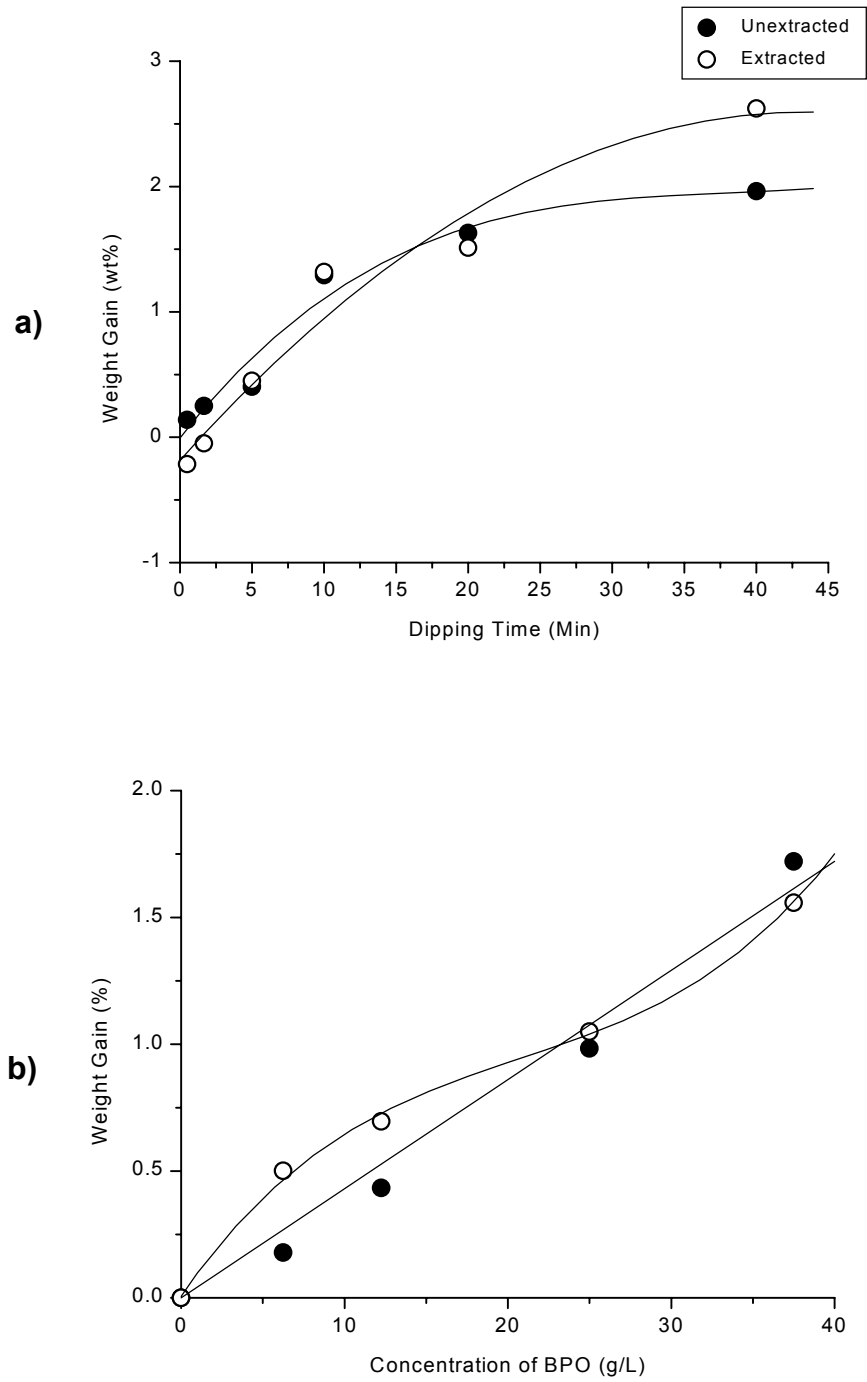 Unextracted
Extracted
a)
Weight Gain (wt%)
3
2
1
0
-1
0 5 10 15 20 25 30 35 40 45
Dipping Time (Min)
b)
Weight Gain (%)
2.0
1.5
1.0
0.5
0.0
0 10 20 30 40
Concentration of BPO (g/L)